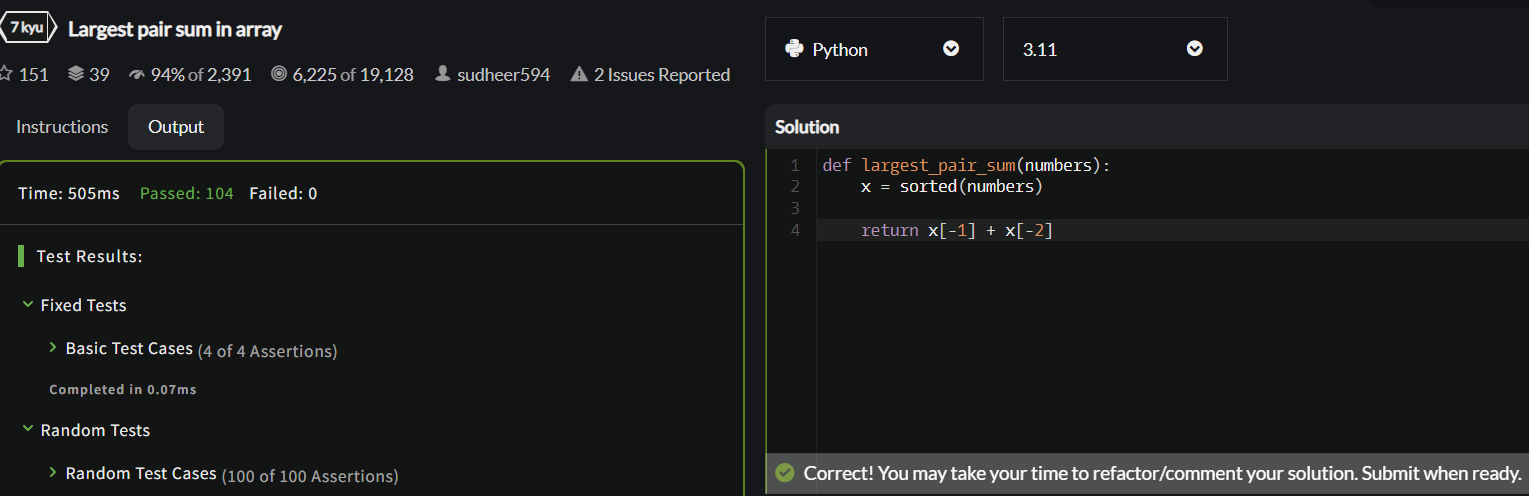 7 kyu Largest pair sum in array
151 39 94% of 2,391 6,225 of 19,128 sudheer594 2 Issues Reported
Python 3.11
Instructions Output
Time: 505ms Passed: 104 Failed: 0
Test Results:
Fixed Tests
Basic Test Cases (4 of 4 Assertions)
Completed in 0.07ms
Random Tests
Random Test Cases (100 of 100 Assertions)
Solution
1 def largest_pair_sum(numbers):
2     x = sorted(numbers)
3
4     return x[-1] + x[-2]
Correct! You may take your time to refactor/comment your solution. Submit when ready.